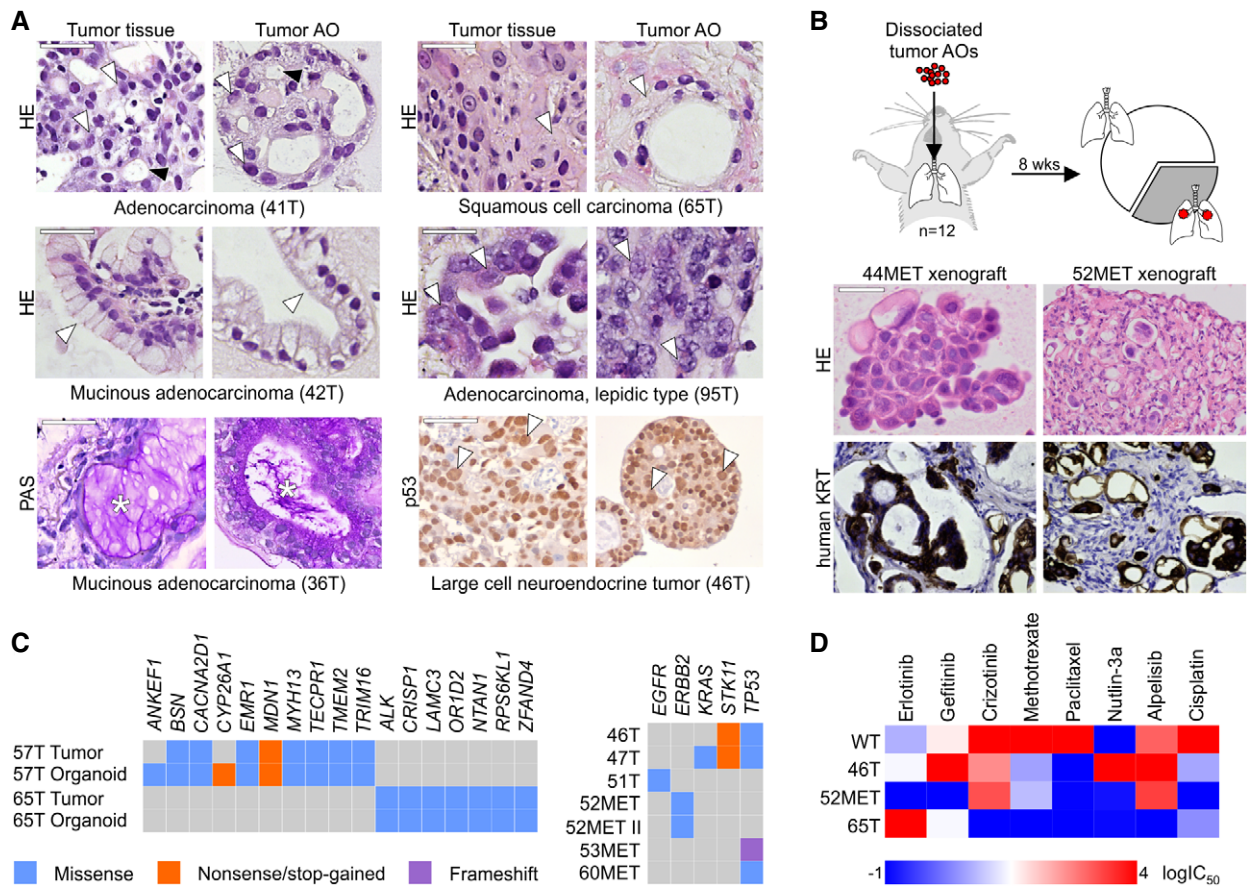 A
Tumor tissue
Tumor AO
Tumor tissue
Tumor AO
HE
HE
Adenocarcinoma (41T)
Squamous cell carcinoma (65T)
HE
HE
Mucinous adenocarcinoma (42T)
Adenocarcinoma, lepidic type (95T)
PAS
*
*
p53
Mucinous adenocarcinoma (36T)
Large cell neuroendocrine tumor (46T)
B
Dissociated
tumor AOs
8 wks
n=12
44MET xenograft
52MET xenograft
HE
human KRT
C
ANKEF1
BSN
CACNA2D1
CYP26A1
EMR1
MDN1
MYH13
TECPR1
TMEM2
TRIM16
ALK
CRISP1
LAMC3
OR1D2
NTAN1
RPS6KL1
ZFAND4
57T Tumor
57T Organoid
65T Tumor
65T Organoid
EGFR
ERBB2
KRAS
STK11
TP53
46T
47T
51T
52MET
52MET II
53MET
60MET
Missense
Nonsense/stop-gained
Frameshift
D
Erlotinib
Gefitinib
Crizotinib
Methotrexate
Paclitaxel
Nutlin-3a
Alpelisib
Cisplatin
WT
46T
52MET
65T
-1
4 logIC50